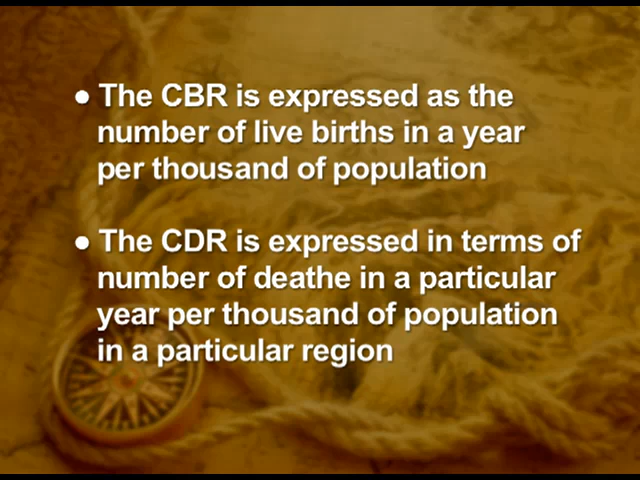 ● The CBR is expressed as the
number of live births in a year
per thousand of population
● The CDR is expressed in terms of
number of deathe in a particular
year per thousand of population
in a particular region